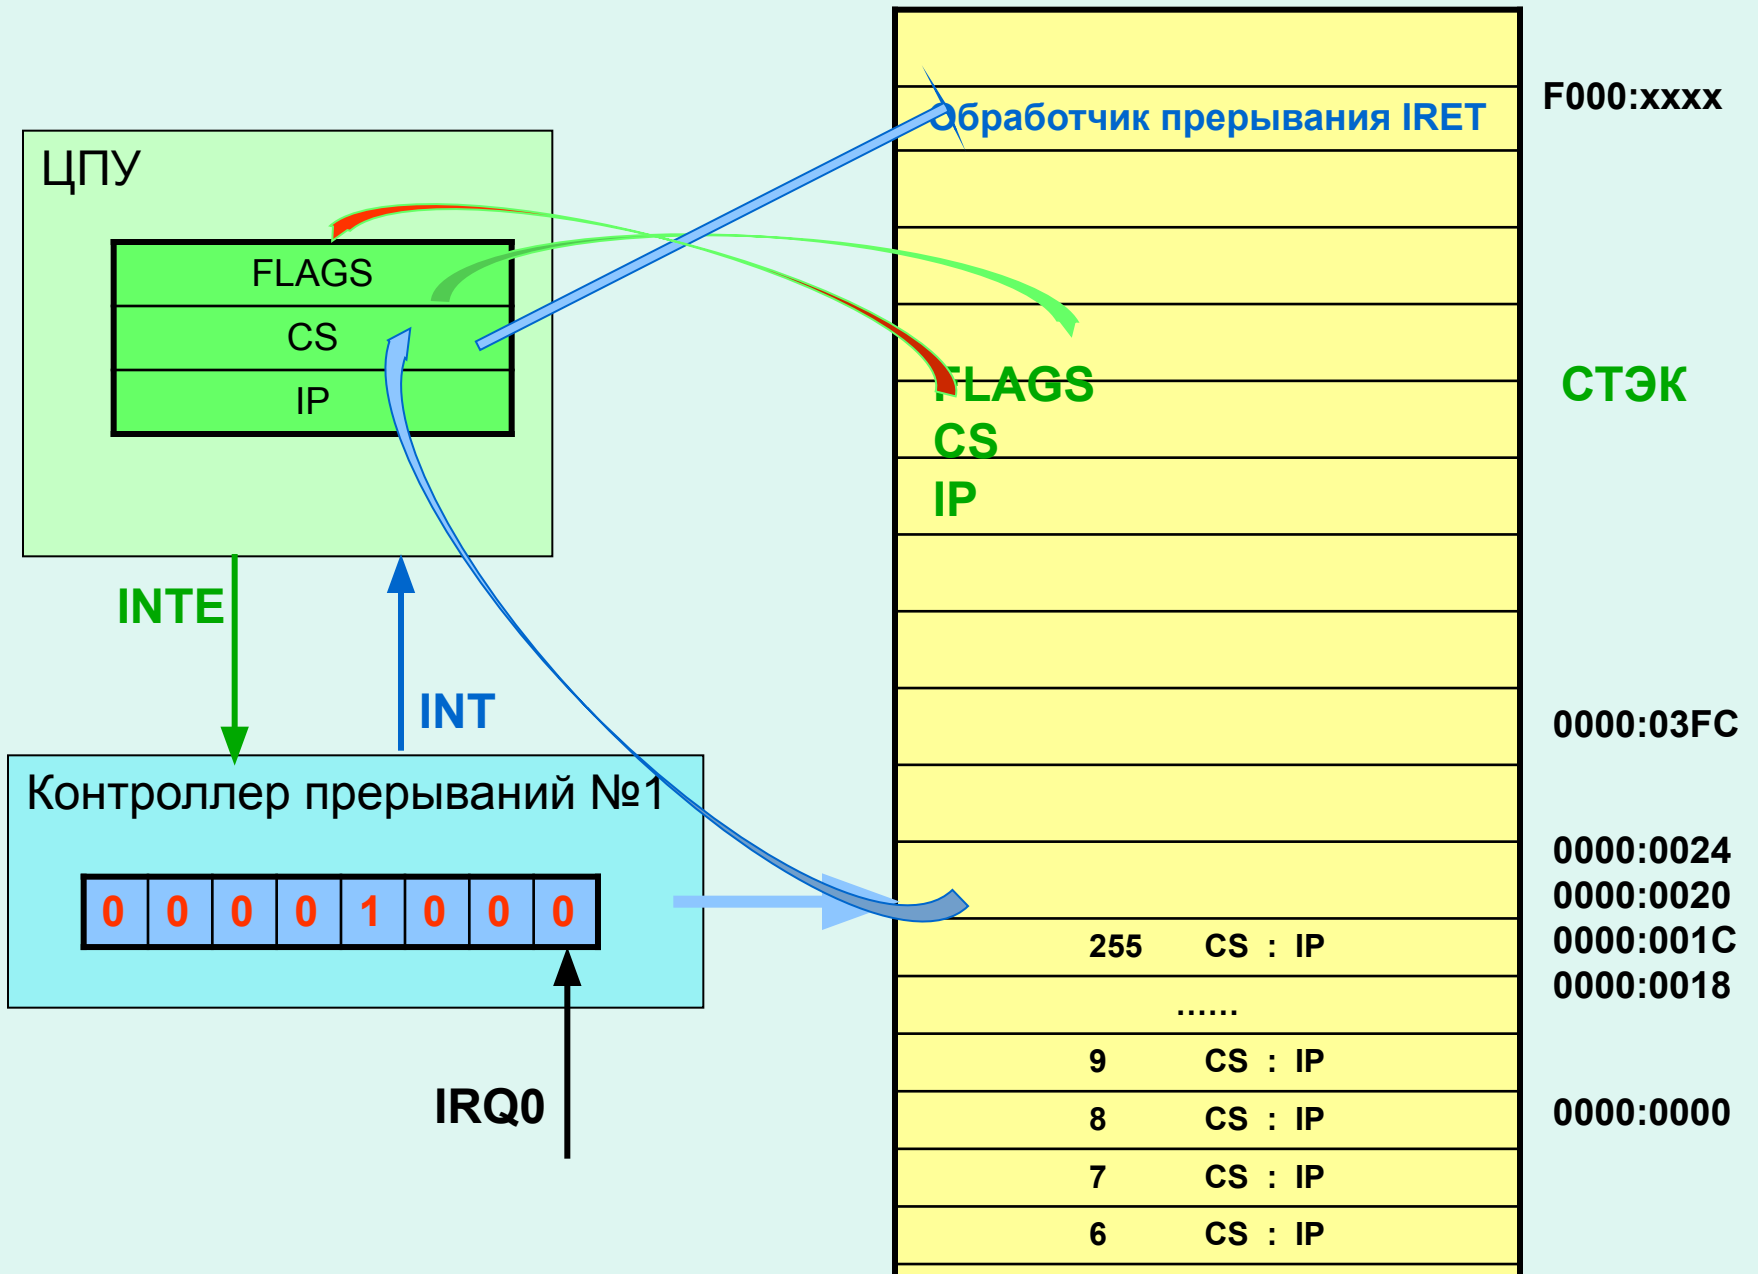 ЦПУ
FLAGS
CS
IP
INTE
INT
Контроллер прерываний №1
0 0 0 0 1 0 0 0
IRQ0
Обработчик прерывания IRET
FLAGS
CS
IP
255 CS : IP
......
9 CS : IP
8 CS : IP
7 CS : IP
6 CS : IP
F000:xxxx
СТЭК
0000:03FC
0000:0024
0000:0020
0000:001C
0000:0018
0000:0000